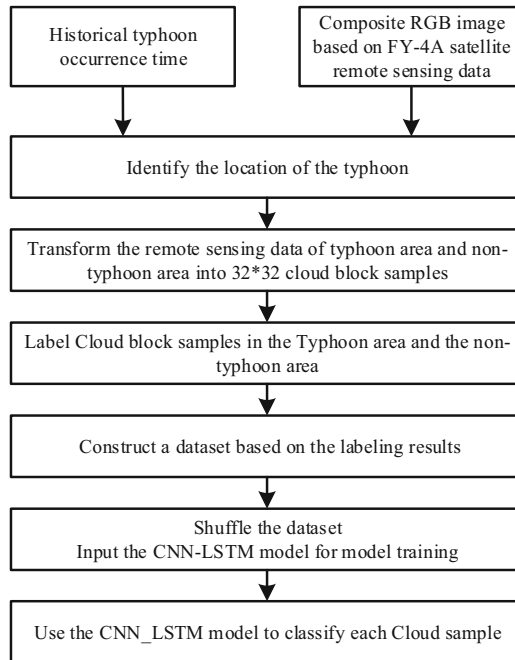 Historical typhoon
occurrence time
Composite RGB image
based on FY-4A satellite
remote sensing data
Identify the location of the typhoon
Transform the remote sensing data of typhoon area and non-
typhoon area into 32*32 cloud block samples
Label Cloud block samples in the Typhoon area and the non-
typhoon area
Construct a dataset based on the labeling results
Shuffle the dataset
Input the CNN-LSTM model for model training
Use the CNN_LSTM model to classify each Cloud sample